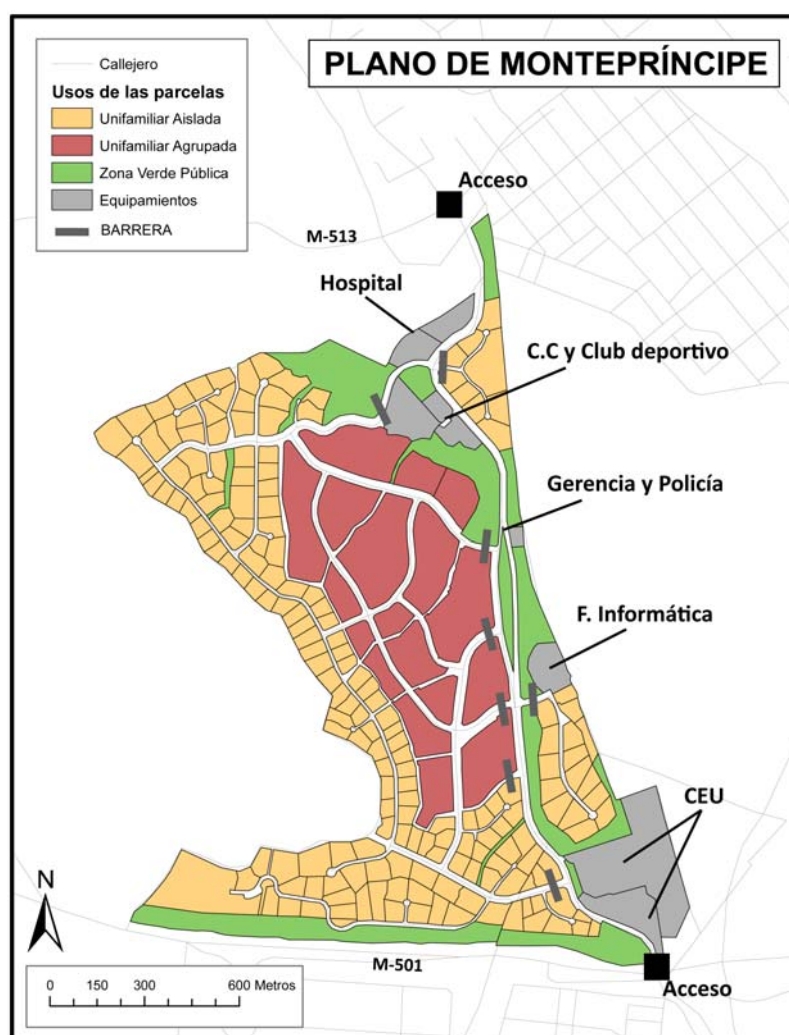 PLANO DE MONTEPRÍNCIPE
Callejero
Usos de las parcelas
Unifamiliar Aislada
Unifamiliar Agrupada
Zona Verde Pública
Equipamientos
BARRERA
Acceso
M-513
Hospital
C.C y Club deportivo
Gerencia y Policía
F. Informática
CEU
N
M-501
0 150 300 600 Metros
Acceso